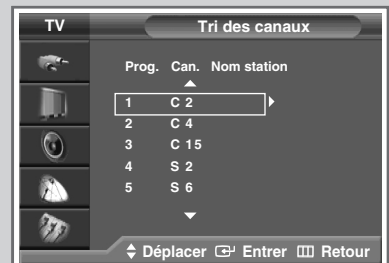 TV Tri des canaux
Prog. Can. Nom station
1 C 2
2 C 4
3 C 15
4 S 2
5 S 6
Déplacer Entrer Retour